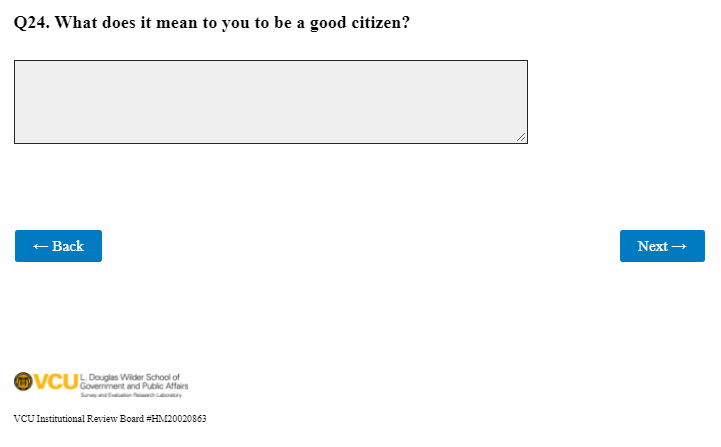 Q24. What does it mean to you to be a good citizen?
← Back
Next →
VCU
L. Douglas Wilder School of
Government and Public Affairs
Survey and Evaluation Research Laboratory
VCU Institutional Review Board #HM20020863